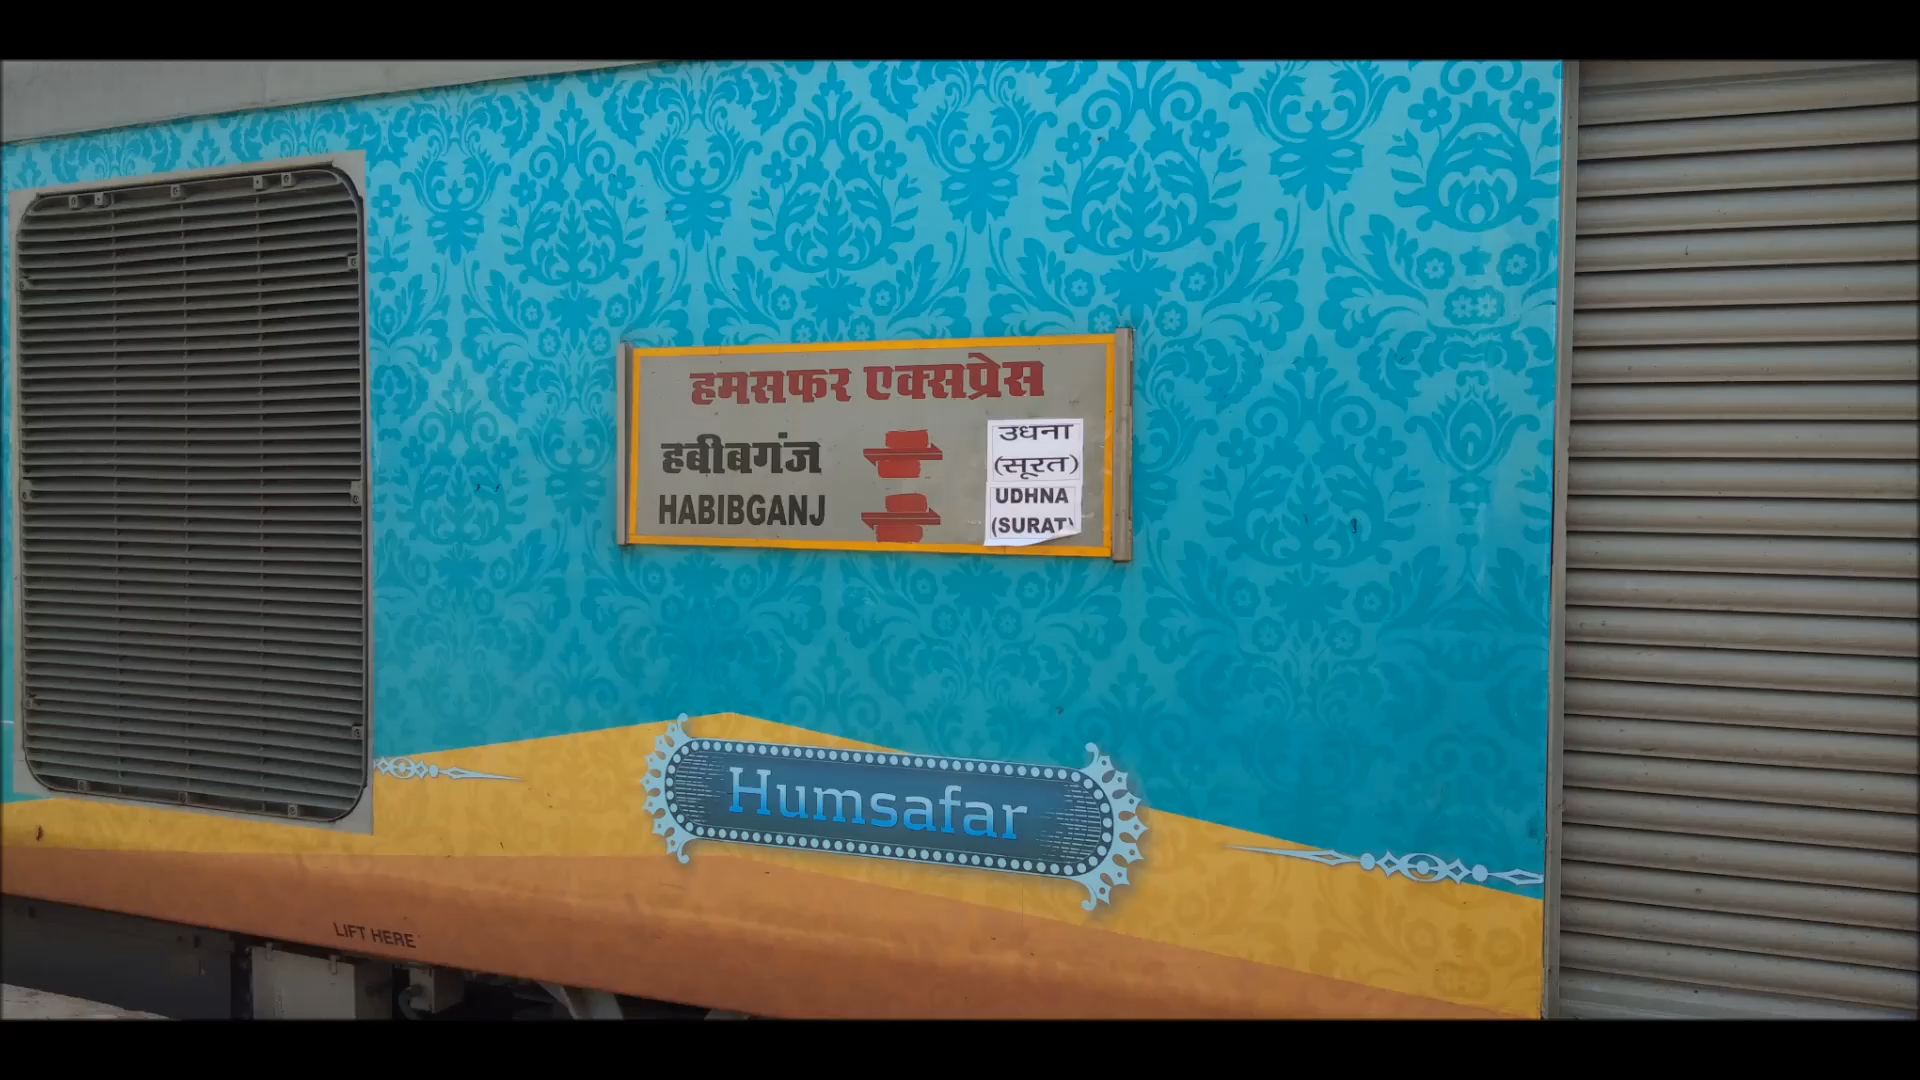 हमसफर एक्सप्रेस
हबीबगंज
HABIBGANJ
उधना
(सूरत)
UDHNA
(SURAT)
Humsafar
LIFT HERE